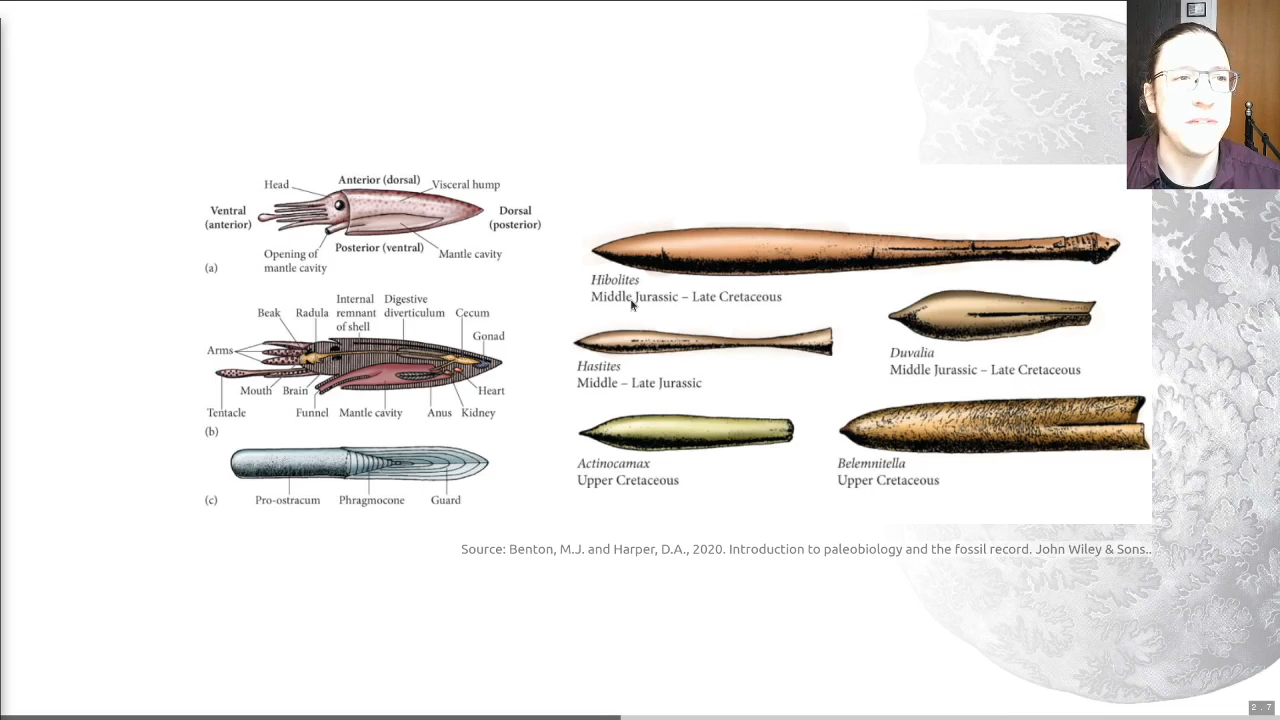 Head
Anterior (dorsal)
Visceral hump
Ventral
(anterior)
Dorsal
(posterior)
Opening of
mantle cavity
Posterior (ventral)
Mantle cavity
(a)
Internal
remnant
of shell
Digestive
diverticulum
Beak
Radula
Cecum
Gonad
Arms
Mouth
Brain
Heart
Tentacle
Funnel
Mantle cavity
Anus
Kidney
(b)
(c)
Pro-ostracum
Phragmocone
Guard
Hibolites
Middle Jurassic – Late Cretaceous
Hastites
Middle – Late Jurassic
Duvalia
Middle Jurassic – Late Cretaceous
Actinocamax
Upper Cretaceous
Belemnitella
Upper Cretaceous
Source: Benton, M.J. and Harper, D.A., 2020. Introduction to paleobiology and the fossil record. John Wiley & Sons..
2.7